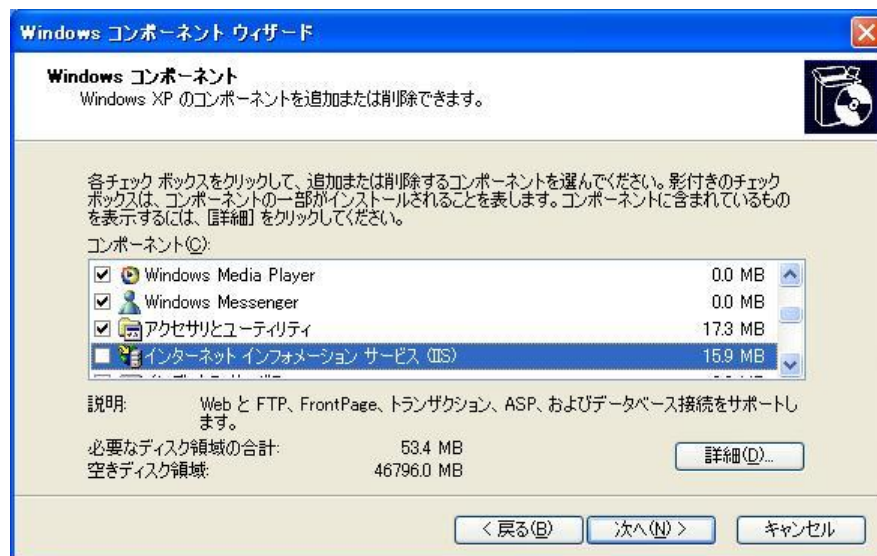 Windows コンポーネント ウィザード
Windows コンポーネント
Windows XP のコンポーネントを追加または削除できます。
各チェック ボックスをクリックして、追加または削除するコンポーネントを選んでください。影付きのチェック
ボックスは、コンポーネントの一部がインストールされることを表します。コンポーネントに含まれているもの
を表示するには、[詳細] をクリックしてください。
コンポーネント(C):
Windows Media Player 0.0 MB
Windows Messenger 0.0 MB
アクセサリとユーティリティ 17.3 MB
インターネット インフォメーション サービス (IIS) 15.9 MB
説明: Web と FTP、FrontPage、トランザクション、ASP、およびデータベース接続をサポートし
ます。
必要なディスク領域の合計: 53.4 MB
空きディスク領域: 46796.0 MB
詳細(D)...
< 戻る(B) 次へ(N) > キャンセル